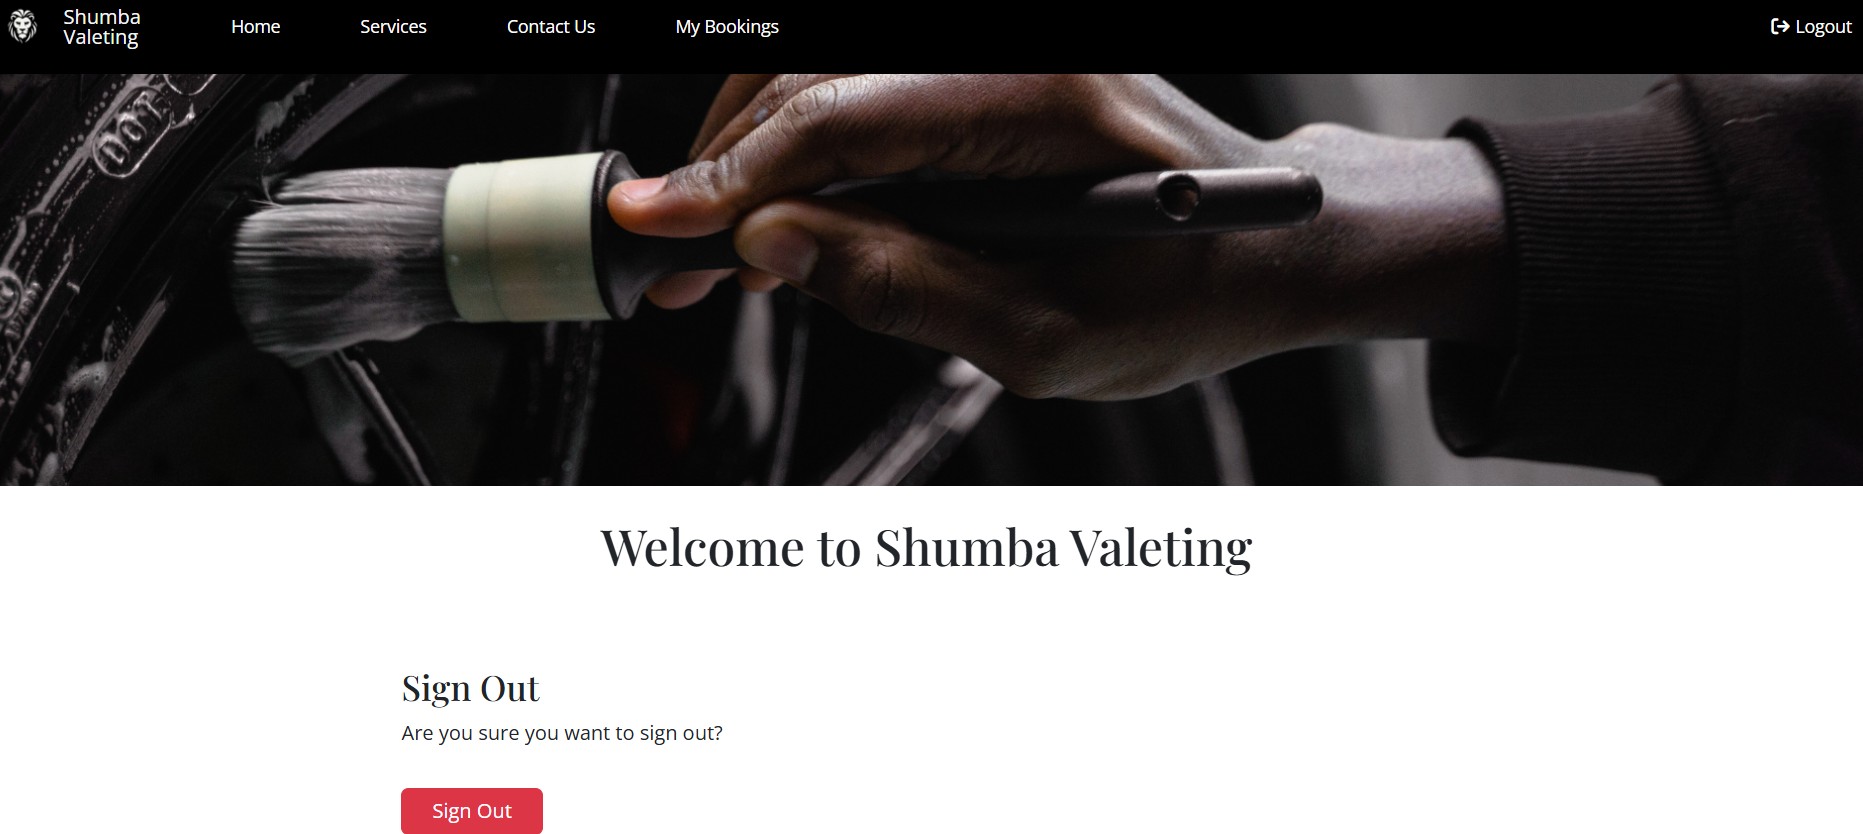 Shumba
Valeting
Home
Services
Contact Us
My Bookings
Logout
DOT
Welcome to Shumba Valeting
Sign Out
Are you sure you want to sign out?
Sign Out